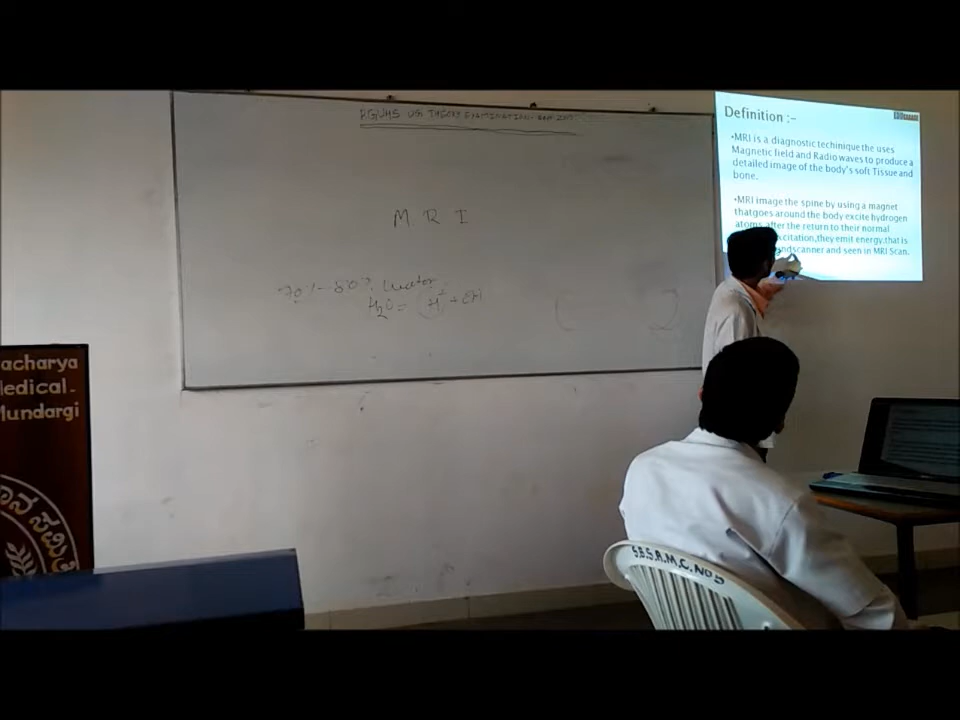 RGUHS UG THEORY EXAMINATION
M R I
70%-80% water
H2O = H+ + OH
Definition :-
•MRI is a diagnostic techinique the uses
Magnetic field and Radio waves to produce a
detailed image of the body's soft Tissue and
bone.
•MRI image the spine by using a magnet
thatgoes around the body excite hydrogen
atoms after the return to their normal
excitation,they emit energy,that is
andscanner and seen in MRI Scan.
acharya
Medical -
Mundargi
S.B.S.A.M.C. No 9